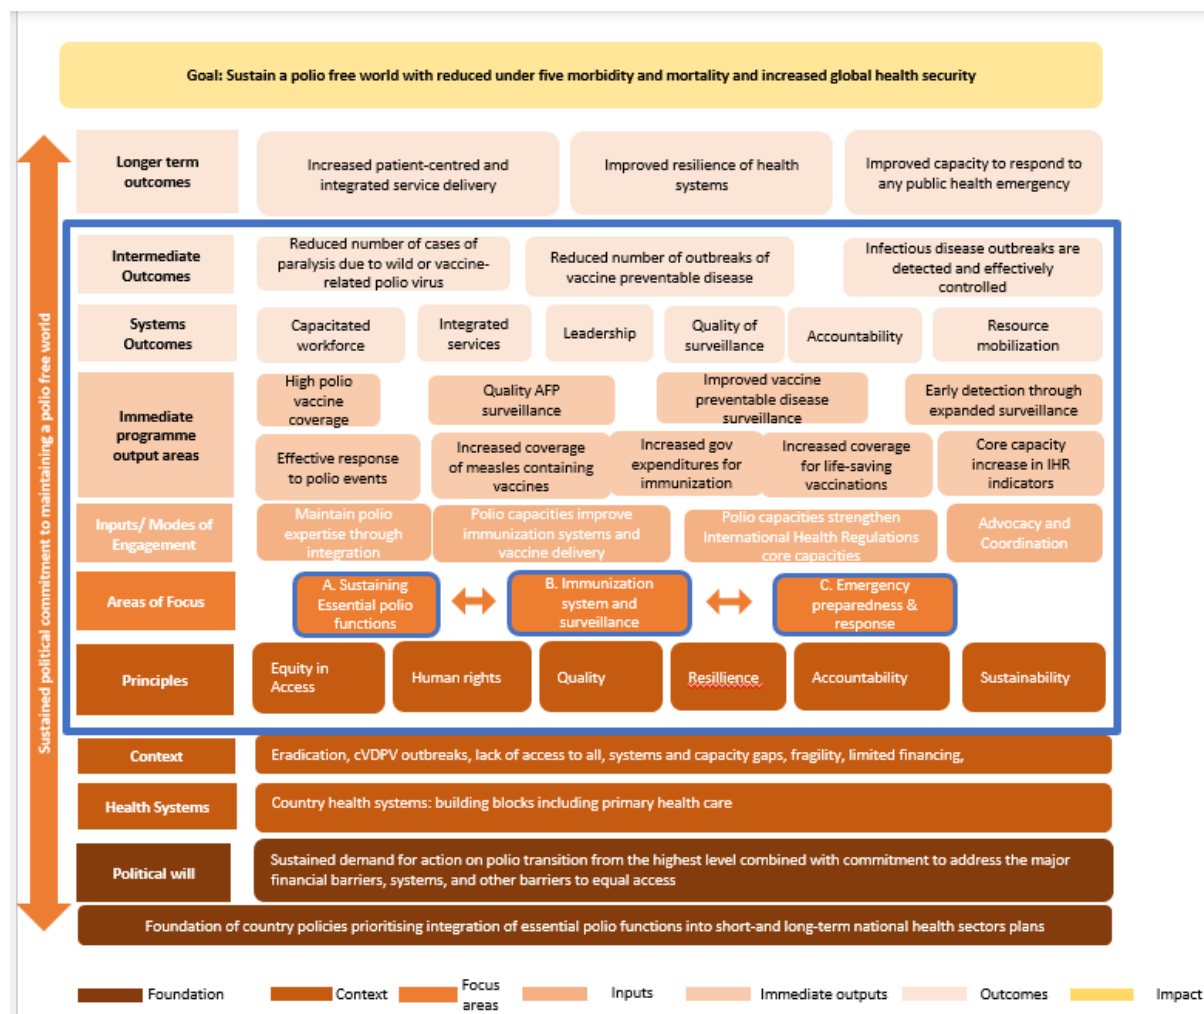 Goal: Sustain a polio free world with reduced under five morbidity and mortality and increased global health security
Sustained political commitment to maintaining a polio free world
Longer term
outcomes
Increased patient-centred and
integrated service delivery
Improved resilience of health
systems
Improved capacity to respond to
any public health emergency
Intermediate
Outcomes
Reduced number of cases of
paralysis due to wild or vaccine-
related polio virus
Reduced number of outbreaks of
vaccine preventable disease
Infectious disease outbreaks are
detected and effectively
controlled
Systems
Outcomes
Capacitated
workforce
Integrated
services
Leadership
Quality of
surveillance
Accountability
Resource
mobilization
Immediate
programme
output areas
High polio
vaccine
coverage
Quality AFP
surveillance
Improved vaccine
preventable disease
surveillance
Early detection through
expanded surveillance
Effective response
to polio events
Increased coverage
of measles containing
vaccines
Increased gov
expenditures for
immunization
Increased coverage
for life-saving
vaccinations
Core capacity
increase in IHR
indicators
Inputs/ Modes of
Engagement
Maintain polio
expertise through
integration
Polio capacities improve
immunization systems and
vaccine delivery
Polio capacities strengthen
International Health Regulations
core capacities
Advocacy and
Coordination
Areas of Focus
A. Sustaining
Essential polio
functions
B. Immunization
system and
surveillance
C. Emergency
preparedness &
response
Principles
Equity in
Access
Human rights
Quality
Resillience
Accountability
Sustainability
Context
Eradication, cVDPV outbreaks, lack of access to all, systems and capacity gaps, fragility, limited financing,
Health Systems
Country health systems: building blocks including primary health care
Political will
Sustained demand for action on polio transition from the highest level combined with commitment to address the major
financial barriers, systems, and other barriers to equal access
Foundation of country policies prioritising integration of essential polio functions into short-and long-term national health sectors plans
Foundation
Context
Focus
areas
Inputs
Immediate outputs
Outcomes
Impact